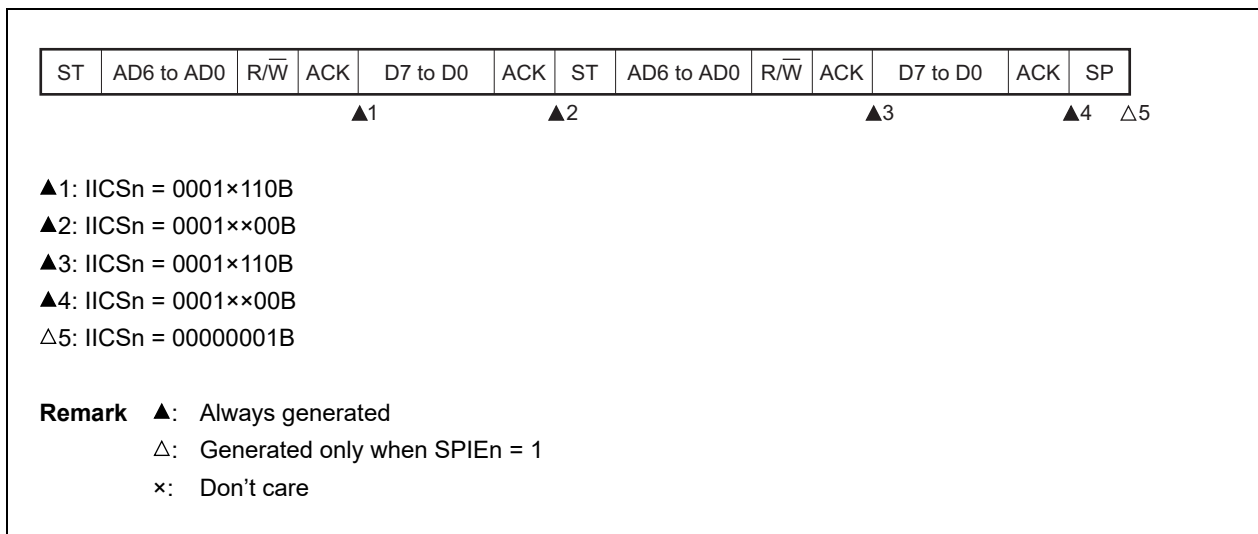 ST AD6 to AD0 R/W̅ ACK D7 to D0 ACK ST AD6 to AD0 R/W̅ ACK D7 to D0 ACK SP
▲1 ▲2 ▲3 ▲4 △5
▲1: IICSn = 0001×110B
▲2: IICSn = 0001××00B
▲3: IICSn = 0001×110B
▲4: IICSn = 0001××00B
△5: IICSn = 00000001B
Remark ▲: Always generated
△: Generated only when SPIEn = 1
×: Don't care